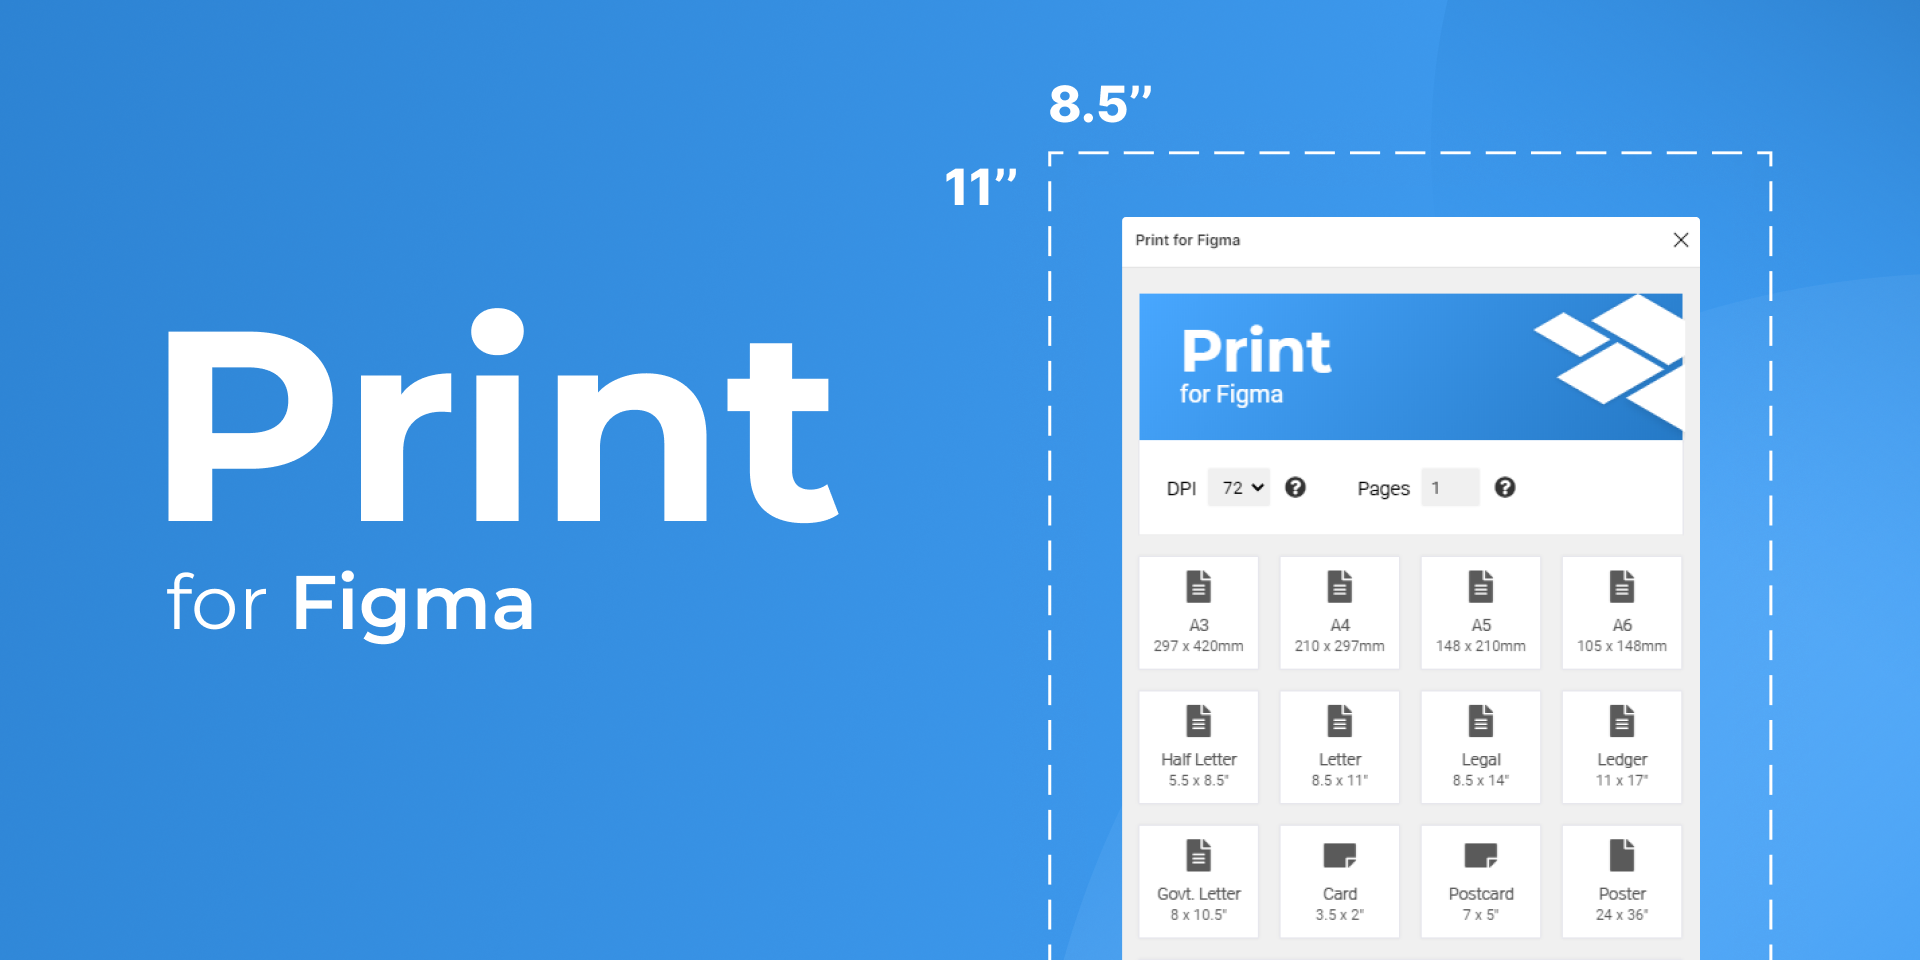 Print
for Figma
8.5’’
11’’
Print for Figma
Print
for Figma
DPI 72 Pages 1
A3
297 x 420mm
A4
210 x 297mm
A5
148 x 210mm
A6
105 x 148mm
Half Letter
5.5 x 8.5"
Letter
8.5 x 11"
Legal
8.5 x 14"
Ledger
11 x 17"
Govt. Letter
8 x 10.5"
Card
3.5 x 2"
Postcard
7 x 5"
Poster
24 x 36"